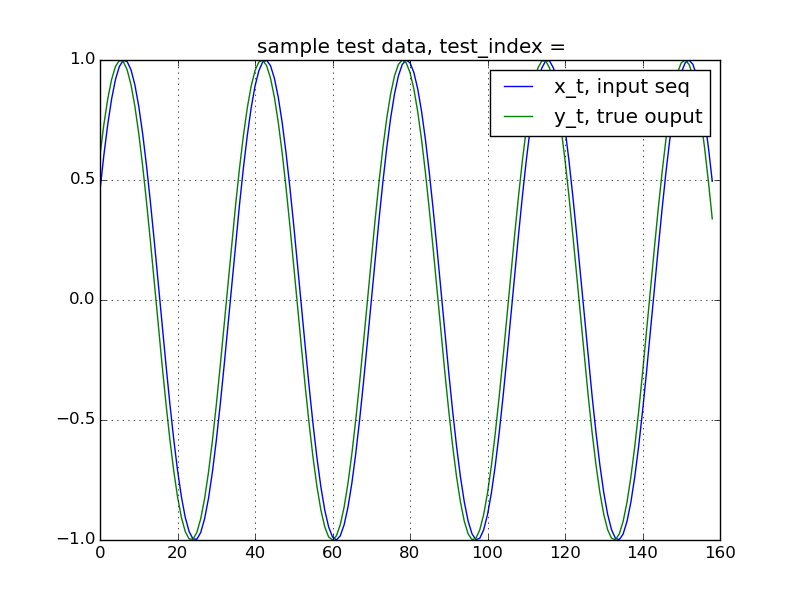 sample test data, test_index =
1.0
x_t, input seq
y_t, true ouput
0.5
0.0
−0.5
−1.0
0 20 40 60 80 100 120 140 160